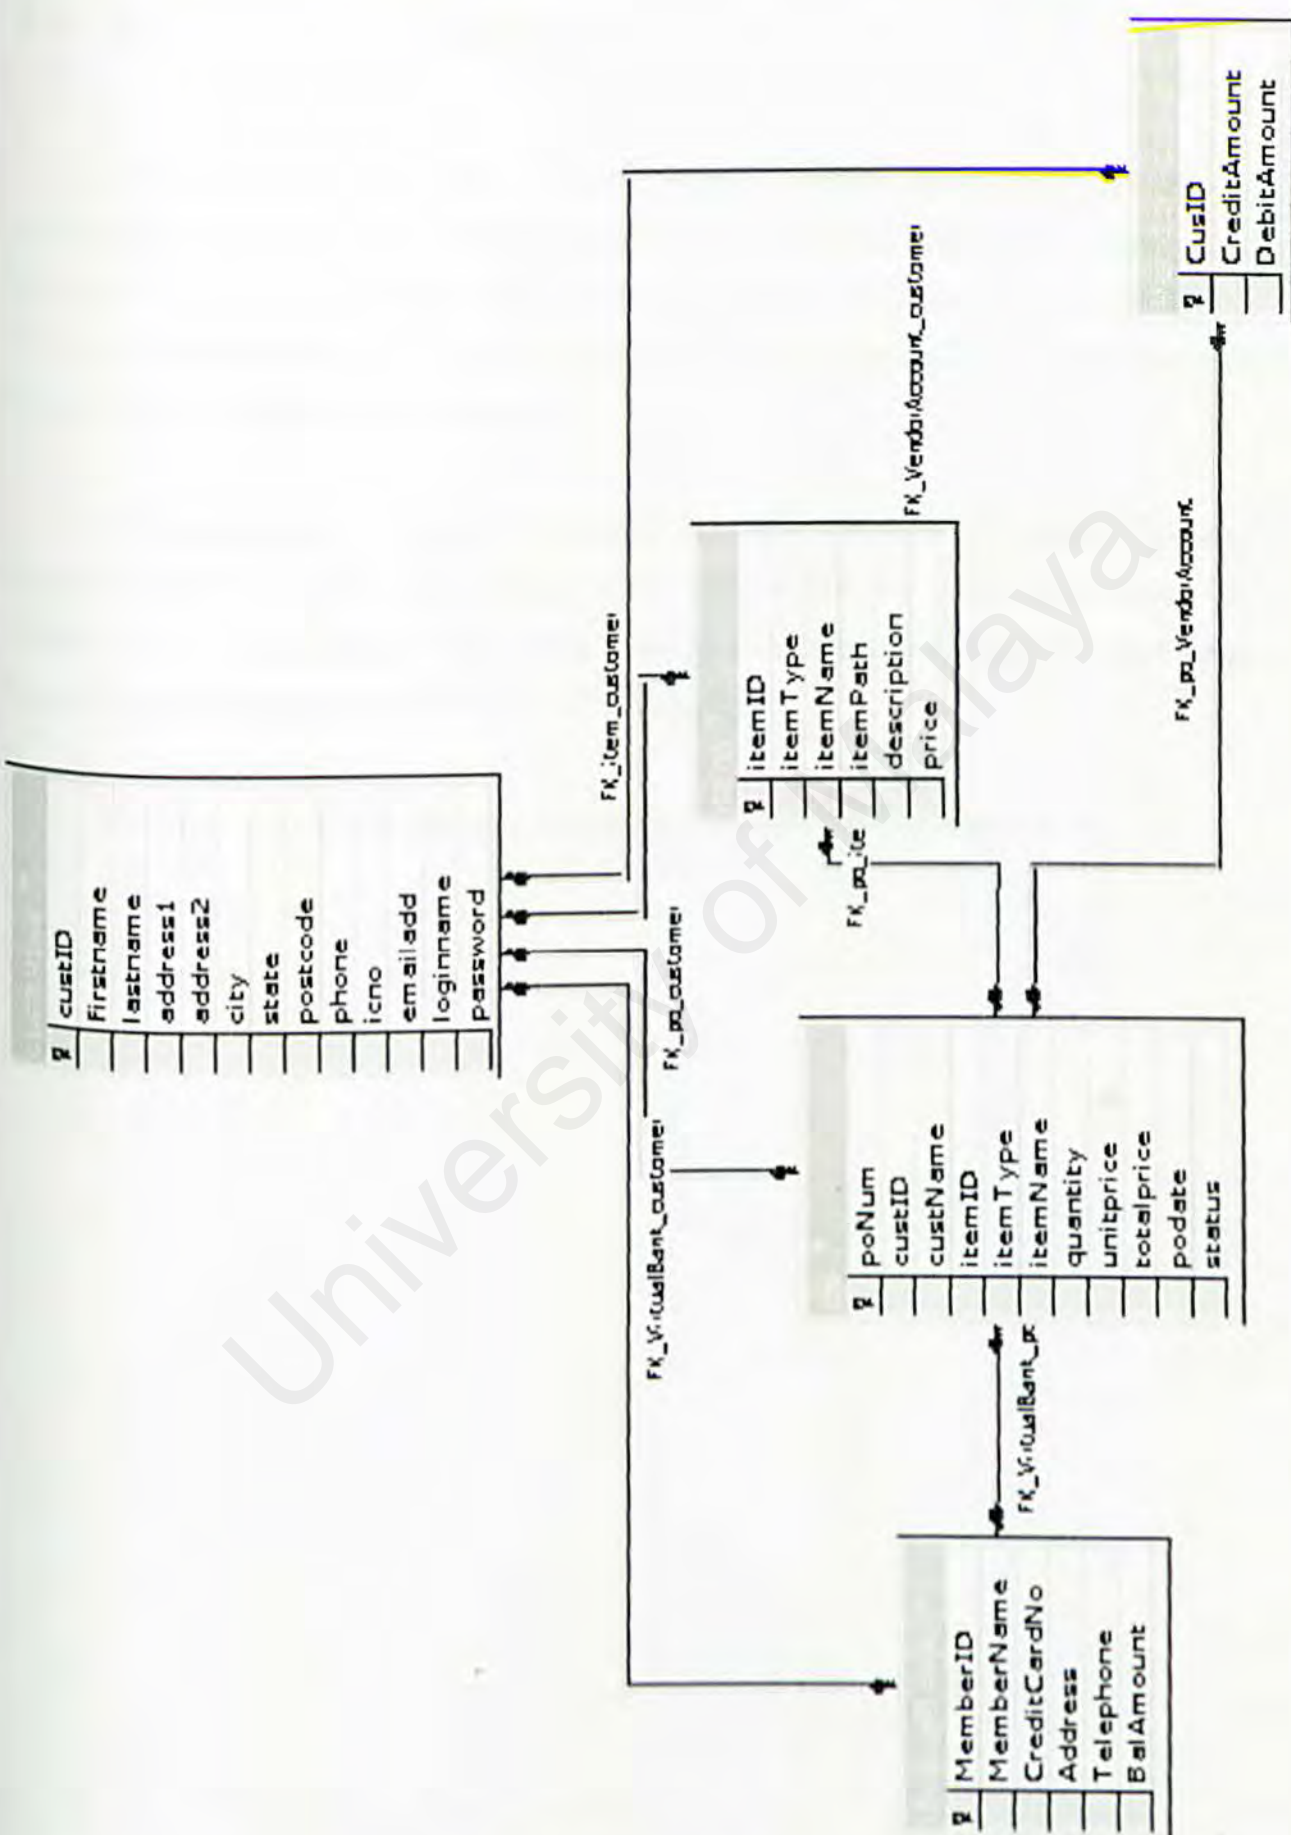 custID
firstname
lastname
address1
address2
city
state
postcode
phone
icno
emailadd
loginname
password
FK_item_customer
FK_po_customer
FK_VirtualBank_customer
FK_VendorAccount_customer
itemID
itemType
itemName
itemPath
description
price
FK_po_ite
CusID
CreditAmount
DebitAmount
FK_po_VendorAccount
poNum
custID
custName
itemID
itemType
itemName
quantity
unitprice
totalprice
podate
status
FK_VirtualBank_po
MemberID
MemberName
CreditCardNo
Address
Telephone
BalAmount
University of Malaya